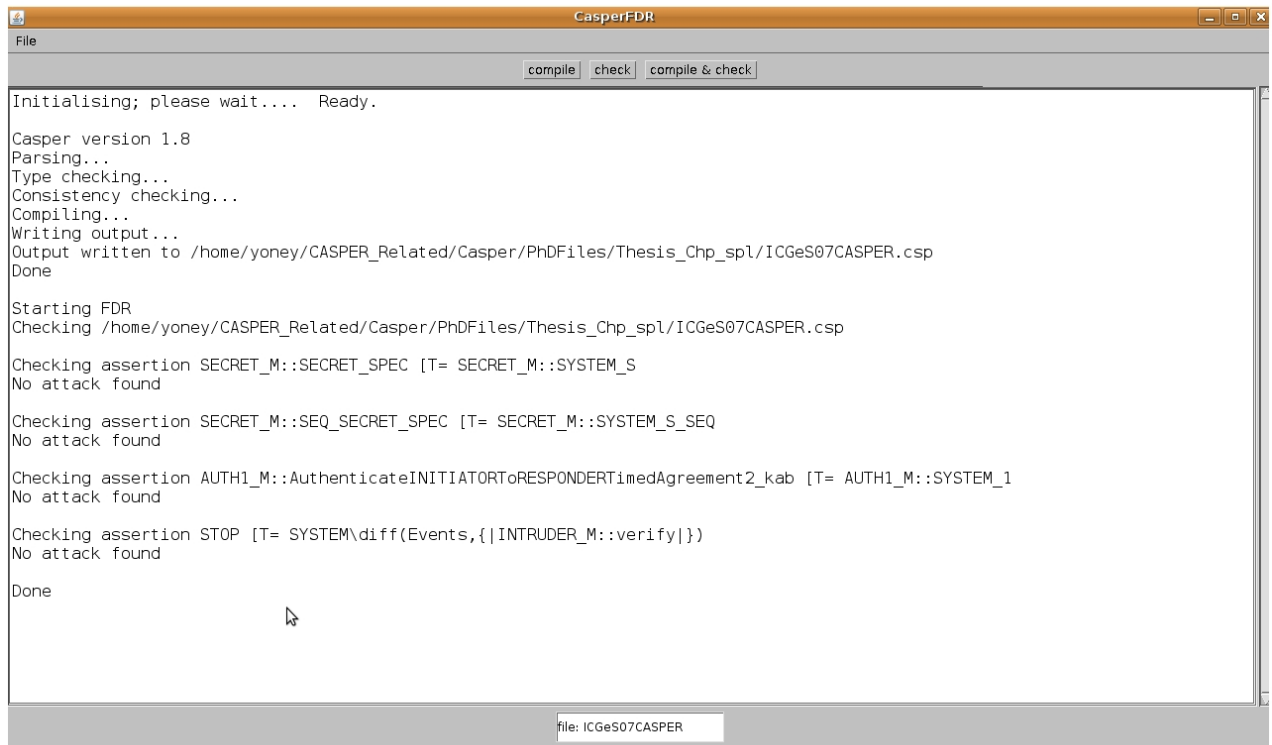 CasperFDR
File
compile check compile & check
Initialising; please wait.... Ready.
Casper version 1.8
Parsing...
Type checking...
Consistency checking...
Compiling...
Writing output...
Output written to /home/yoney/CASPER_Related/Casper/PhDFiles/Thesis_Chp_spl/ICGeS07CASPER.csp
Done
Starting FDR
Checking /home/yoney/CASPER_Related/Casper/PhDFiles/Thesis_Chp_spl/ICGeS07CASPER.csp
Checking assertion SECRET_M::SECRET_SPEC [T= SECRET_M::SYSTEM_S
No attack found
Checking assertion SECRET_M::SEQ_SECRET_SPEC [T= SECRET_M::SYSTEM_S_SEQ
No attack found
Checking assertion AUTH1_M::AuthenticateINITIATORToRESPONDERTimedAgreement2_kab [T= AUTH1_M::SYSTEM_1
No attack found
Checking assertion STOP [T= SYSTEM\diff(Events,{|INTRUDER_M::verify|})
No attack found
Done
file: ICGeS07CASPER